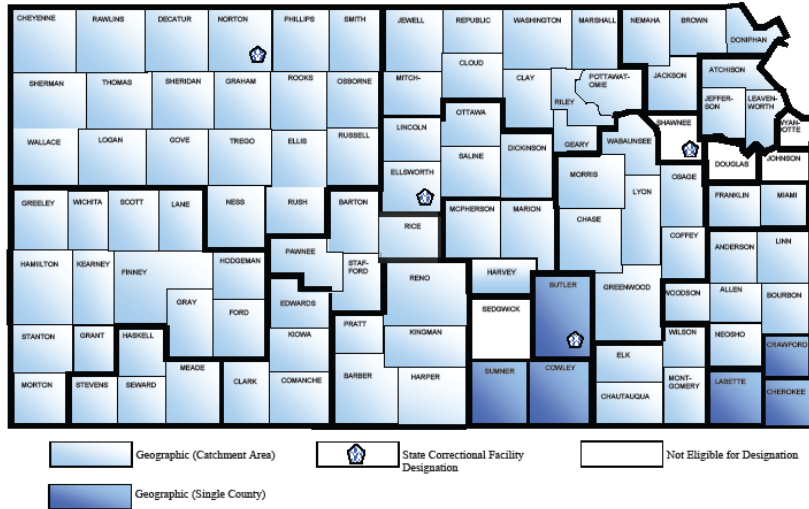 CHEYENNE RAWLINS DECATUR NORTON PHILLIPS SMITH JEWELL REPUBLIC WASHINGTON MARSHALL NEMAHA BROWN
DONIPHAN
CLOUD
ATCHISON
SHERMAN THOMAS SHERIDAN GRAHAM ROOKS OSBORNE MITCH- CLAY POTTAWAT-
OMIE
JACKSON
RILEY
JEFFER-
SON
LEAVEN-
WORTH
OTTAWA
LINCOLN
SHAWNEE
WYAN-
DOTTE
WALLACE LOGAN GOVE TREGO ELLIS RUSSELL
SALINE DICKINSON GEARY WABAUNSEE
DOUGLAS JOHNSON
ELLSWORTH
MORRIS
LYON
OSAGE
FRANKLIN MIAMI
GREELEY WICHITA SCOTT LANE NESS RUSH BARTON
RICE
MCPHERSON MARION
CHASE
COFFEY
ANDERSON LINN
HAMILTON KEARNEY FINNEY HODGEMAN PAWNEE STAF-
FORD
RENO HARVEY
BUTLER GREENWOOD
WOODSON ALLEN BOURBON
GRAY
FORD
EDWARDS
SEDGWICK
STANTON GRANT HASKELL
KIOWA
PRATT
KINGMAN
WILSON NEOSHO CRAWFORD
ELK
MORTON STEVENS SEWARD MEADE CLARK COMANCHE BARBER HARPER SUMNER COWLEY
CHAUTAUQUA
MONT-
GOMERY
LABETTE CHEROKEE
Geographic (Catchment Area)
State Correctional Facility
Designation
Not Eligible for Designation
Geographic (Single County)